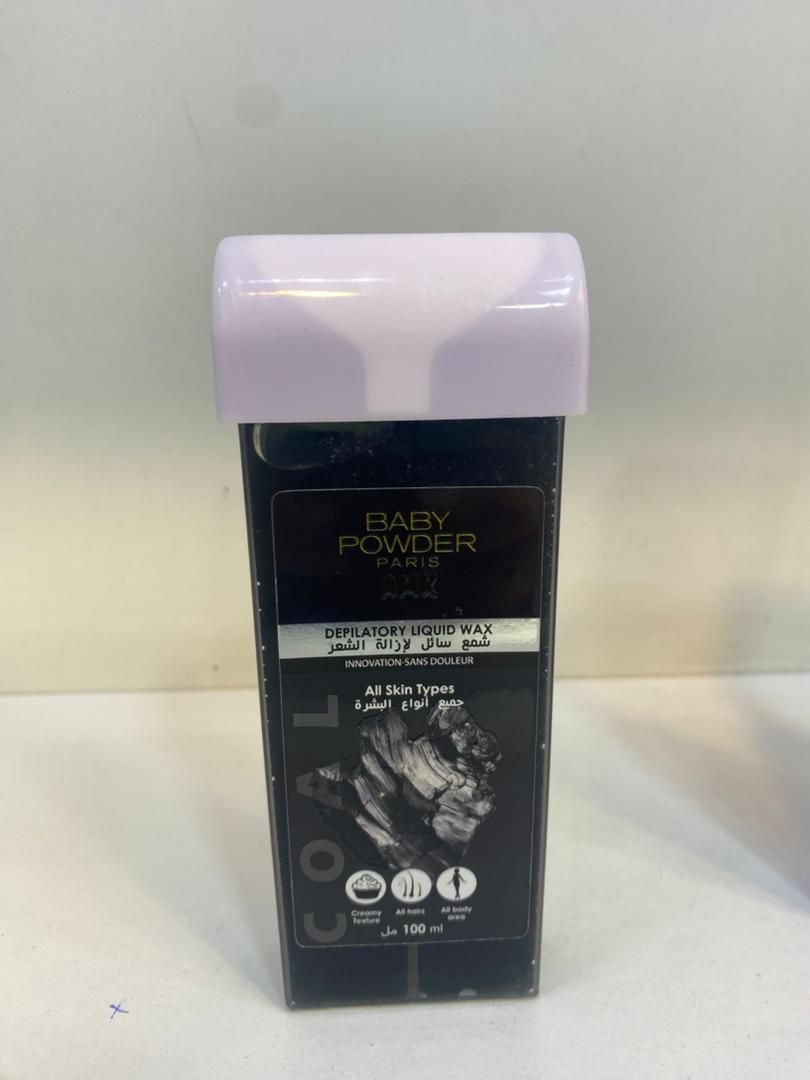 BABY
POWDER
PARIS
AMK
DEPILATORY LIQUID WAX
شمع سائل لإزالة الشعر
INNOVATION-SANS DOULEUR
All Skin Types
جميع أنواع البشرة
COAL
Creamy Texture
All hairs
All body area
100 ml مل